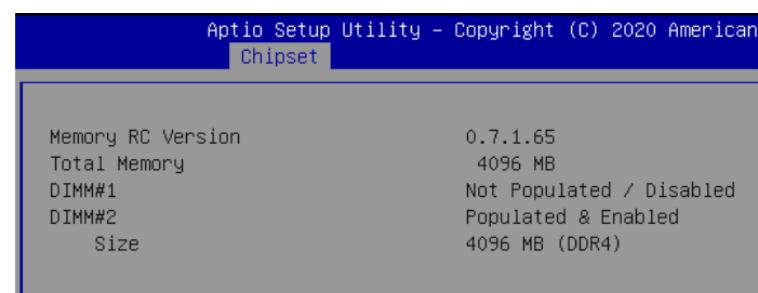 Aptio Setup Utility – Copyright (C) 2020 American
Chipset
Memory RC Version 0.7.1.65
Total Memory 4096 MB
DIMM#1 Not Populated / Disabled
DIMM#2 Populated & Enabled
Size 4096 MB (DDR4)